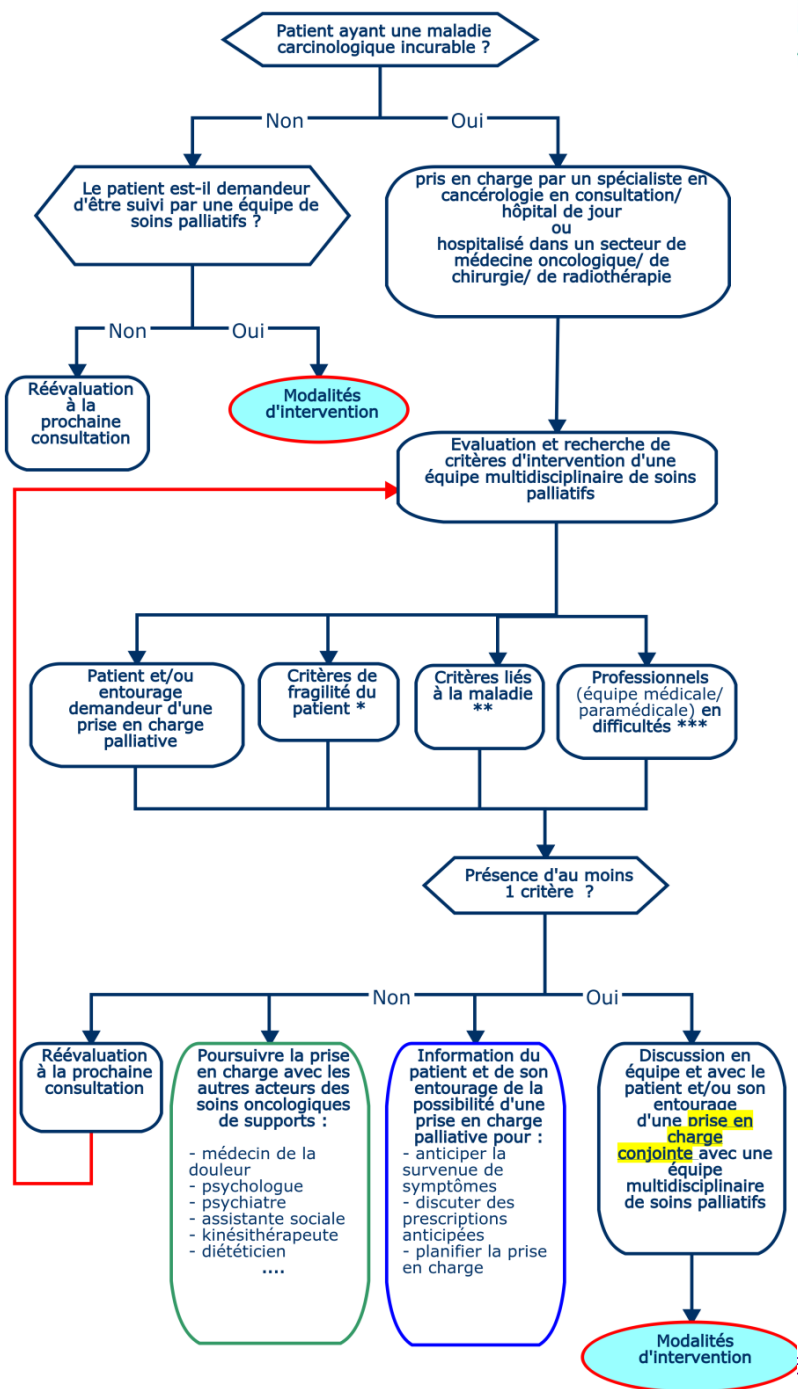 Patient ayant une maladie
carcinologique incurable ?
Non
Oui
Le patient est-il demandeur
d'être suivi par une équipe de
soins palliatifs ?
pris en charge par un spécialiste en
cancérologie en consultation/
hôpital de jour
ou
hospitalisé dans un secteur de
médecine oncologique/ de
chirurgie/ de radiothérapie
Non
Oui
Réévaluation
à la
prochaine
consultation
Modalités
d'intervention
Evaluation et recherche de
critères d'intervention d'une
équipe multidisciplinaire de soins
palliatifs
Patient et/ou
entourage
demandeur d'une
prise en charge
palliative
Critères de
fragilité du
patient *
Critères liés
à la maladie
**
Professionnels
(équipe médicale/
paramédicale) en
difficultés ***
Présence d'au moins
1 critère ?
Non
Oui
Réévaluation
à la prochaine
consultation
Poursuivre la prise
en charge avec les
autres acteurs des
soins oncologiques
de supports :
- médecin de la
douleur
- psychologue
- psychiatre
- assistante sociale
- kinésithérapeute
- diététicien
....
Information du
patient et de son
entourage de la
possibilité d'une
prise en charge
palliative pour :
- anticiper la
survenue de
symptômes
- discuter des
prescriptions
anticipées
- planifier la prise
en charge
Discussion en
équipe et avec le
patient et/ou son
entourage
d'une prise en
charge
conjointe avec une
équipe
multidisciplinaire
de soins palliatifs
Modalités
d'intervention